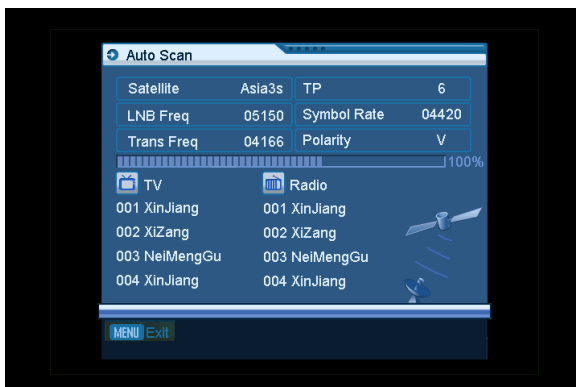 Auto Scan
Satellite Asia3s TP 6
LNB Freq 05150 Symbol Rate 04420
Trans Freq 04166 Polarity V
100%
TV Radio
001 XinJiang 001 XinJiang
002 XiZang 002 XiZang
003 NeiMengGu 003 NeiMengGu
004 XinJiang 004 XinJiang
MENU Exit